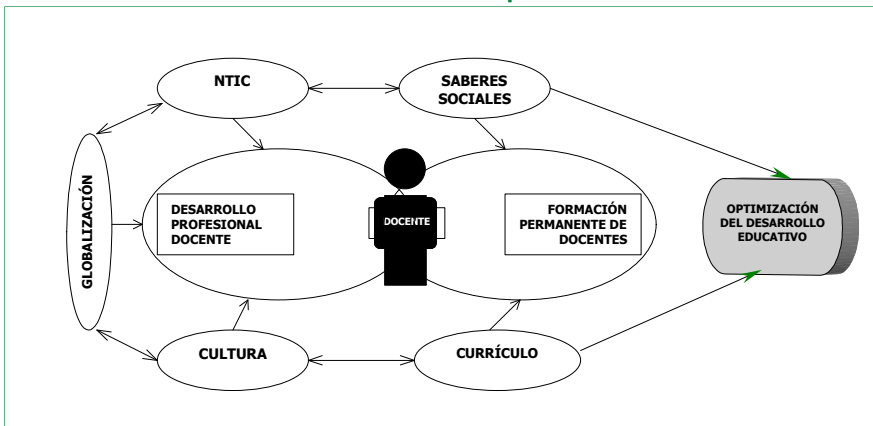 NTIC
SABERES
SOCIALES
GLOBALIZACIÓN
DESARROLLO
PROFESIONAL
DOCENTE
DOCENTE
FORMACIÓN
PERMANENTE DE
DOCENTES
OPTIMIZACIÓN
DEL DESARROLLO
EDUCATIVO
CULTURA
CURRÍCULO